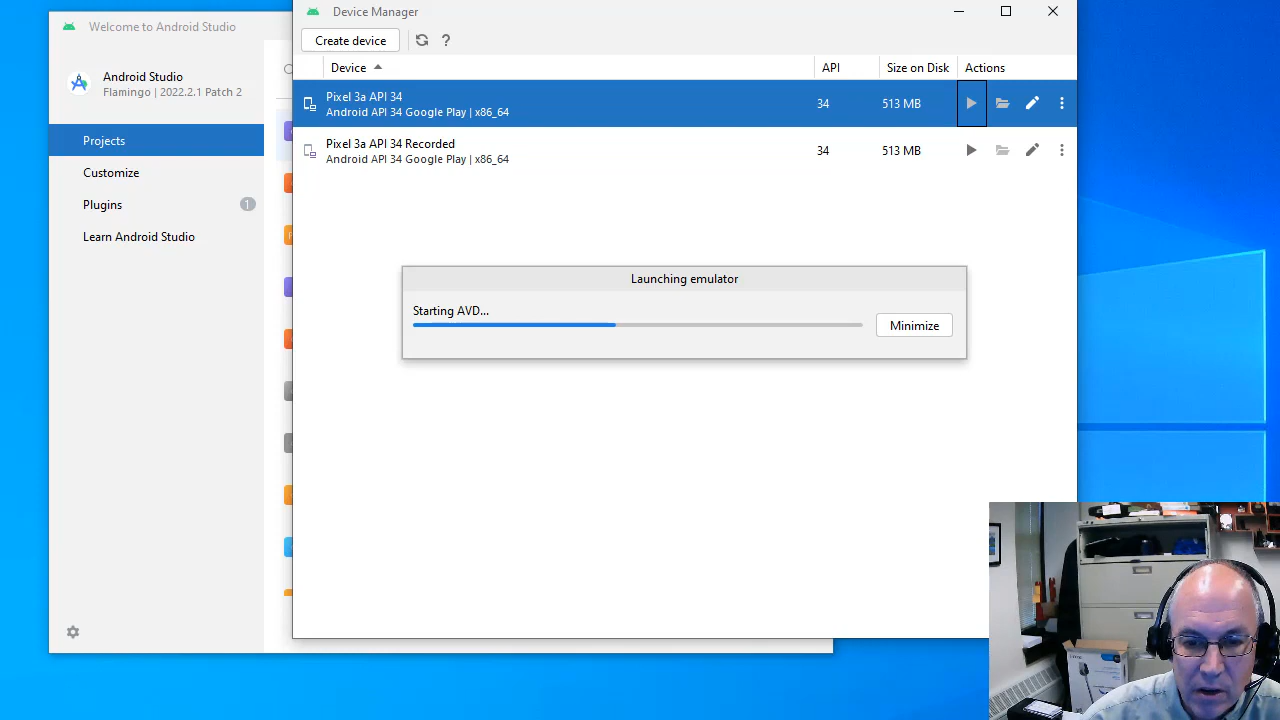 Welcome to Android Studio
Android Studio
Flamingo | 2022.2.1 Patch 2
Projects
Customize
Plugins
1
Learn Android Studio
Device Manager
Create device
?
Device
API
Size on Disk
Actions
Pixel 3a API 34
Android API 34 Google Play | x86_64
34
513 MB
Pixel 3a API 34 Recorded
Android API 34 Google Play | x86_64
34
513 MB
Launching emulator
Starting AVD...
Minimize